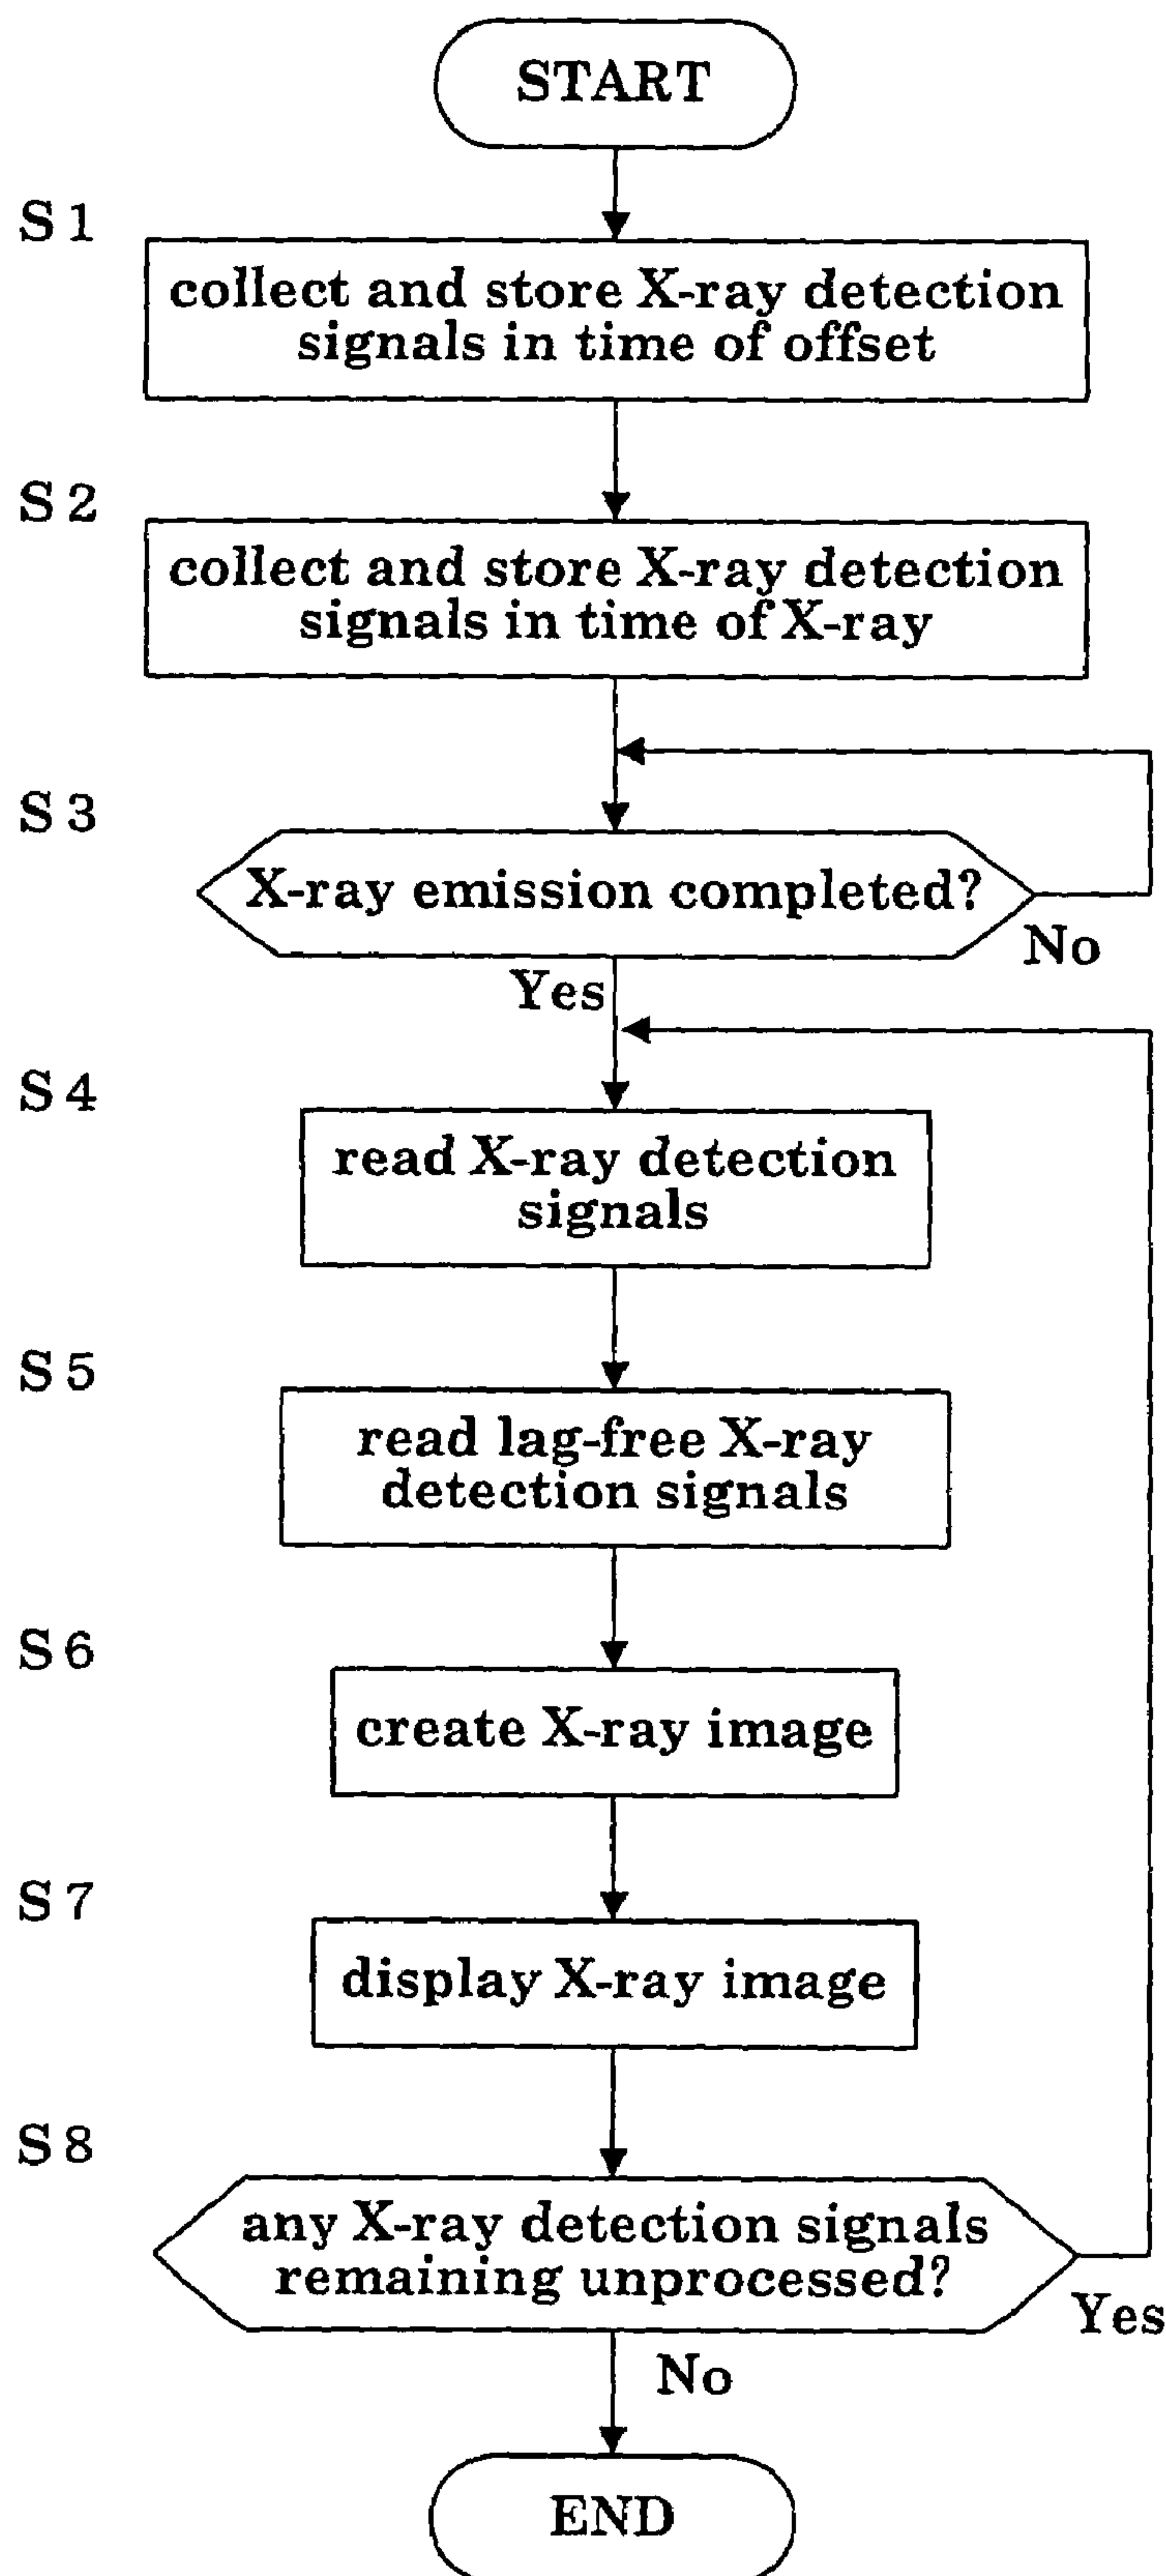 START
S1
collect and store X-ray detection
signals in time of offset
S2
collect and store X-ray detection
signals in time of X-ray
S3
X-ray emission completed?
No
Yes
S4
read X-ray detection
signals
S5
read lag-free X-ray
detection signals
S6
create X-ray image
S7
display X-ray image
S8
any X-ray detection signals
remaining unprocessed?
Yes
No
END